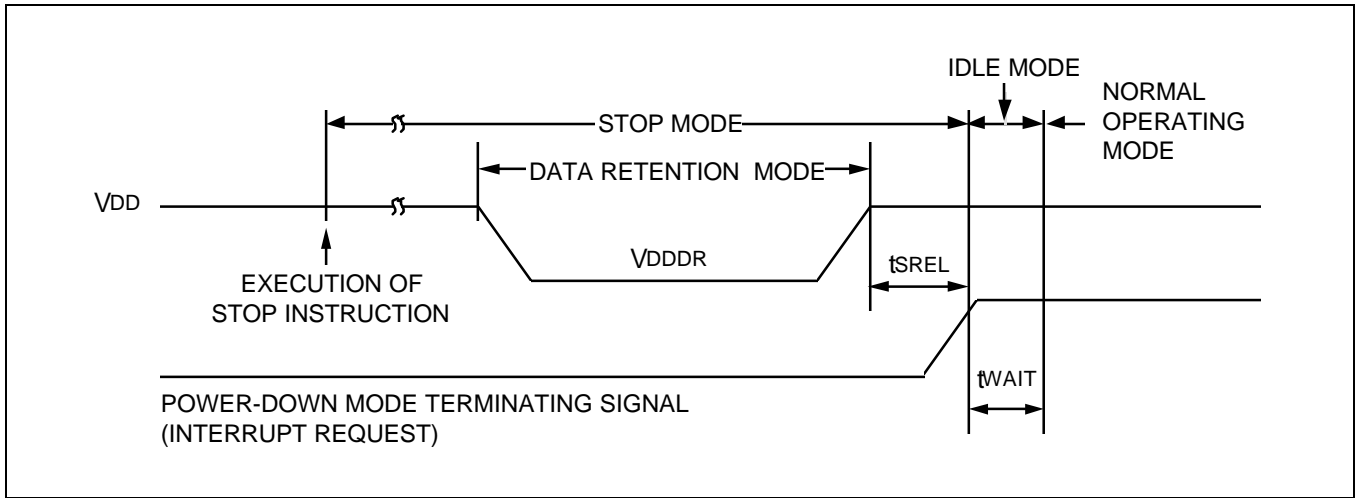 IDLE MODE
NORMAL
OPERATING
MODE
STOP MODE
DATA RETENTION MODE
VDD
VDDDR
tSREL
EXECUTION OF
STOP INSTRUCTION
tWAIT
POWER-DOWN MODE TERMINATING SIGNAL
(INTERRUPT REQUEST)